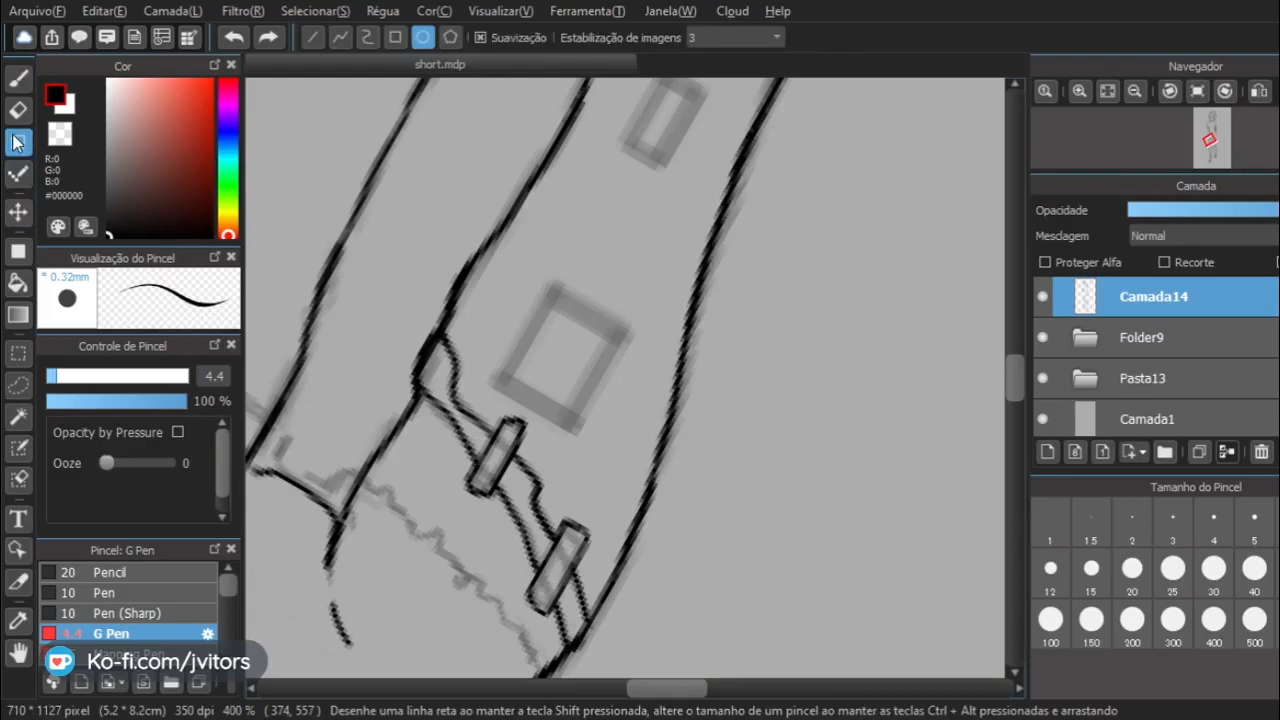 Arquivo(F) Editar(E) Camada(L) Filtro(R) Selecionar(S) Régua Cor(C) Visualizar(V) Ferramenta(T) Janela(W) Cloud Help
Suavização Estabilização de imagens 3
Cor
short.mdp
Navegador
R:0
G:0
B:0
#000000
Camada
Opacidade
Mesclagem Normal
Proteger Alfa Recorte
Visualização do Pincel
* 0.32mm
Camada14
Folder9
Pasta13
Camada1
Controle de Pincel
4.4
100 %
Opacity by Pressure
Ooze 0
Tamanho do Pincel
1 1.5 2 3 4 5
12 15 20 25 30 40
100 150 200 300 400 500
Pincel: G Pen
20 Pencil
10 Pen
10 Pen (Sharp)
4.4 G Pen
Ko-fi.com/jvitors
710 * 1127 pixel (5.2 * 8.2cm) 350 dpi 400 % ( 374, 557 ) Desenhe uma linha reta ao manter a tecla Shift pressionada, altere o tamanho de um pincel ao manter as teclas Ctrl + Alt pressionadas e arrastando